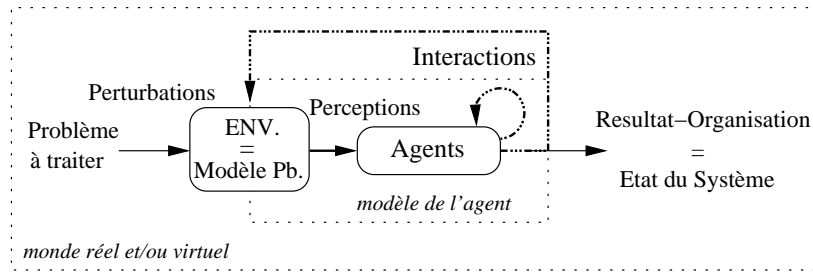 Interactions
Perturbations
Perceptions
Problème
à traiter
ENV.
=
Modèle Pb.
Agents
Resultat–Organisation
=
Etat du Système
modèle de l'agent
monde réel et/ou virtuel